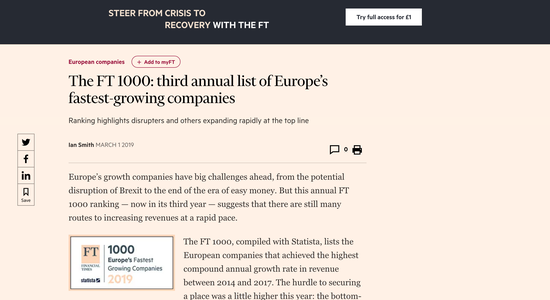 STEER FROM CRISIS TO
RECOVERY WITH THE FT
Try full access for £1
European companies
+ Add to myFT
The FT 1000: third annual list of Europe's
fastest-growing companies
Ranking highlights disrupters and others expanding rapidly at the top line
Ian Smith MARCH 1 2019
0
Save
Europe's growth companies have big challenges ahead, from the potential
disruption of Brexit to the end of the era of easy money. But this annual FT
1000 ranking — now in its third year — suggests that there are still many
routes to increasing revenues at a rapid pace.
FT
FINANCIAL
TIMES
statista
1000
Europe's Fastest
Growing Companies
2019
The FT 1000, compiled with Statista, lists the
European companies that achieved the highest
compound annual growth rate in revenue
between 2014 and 2017. The hurdle to securing
a place was a little higher this year: the bottom-